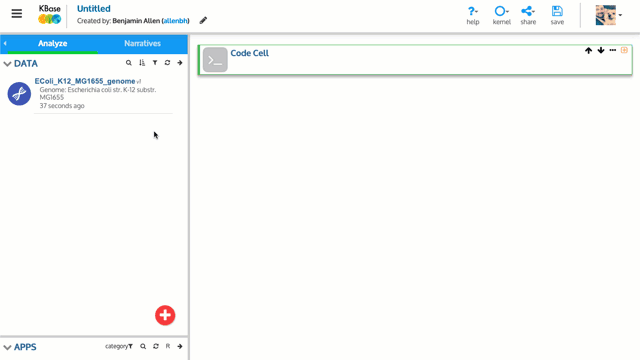 KBase
Untitled
Created by: Benjamin Allen (allenbh)
help
kernel
share
save
Analyze
Narratives
DATA
EColi_K12_MG1655_genome
Genome: Escherichia coli str. K-12 substr.
MG1655
37 seconds ago
Code Cell
APPS
category
R